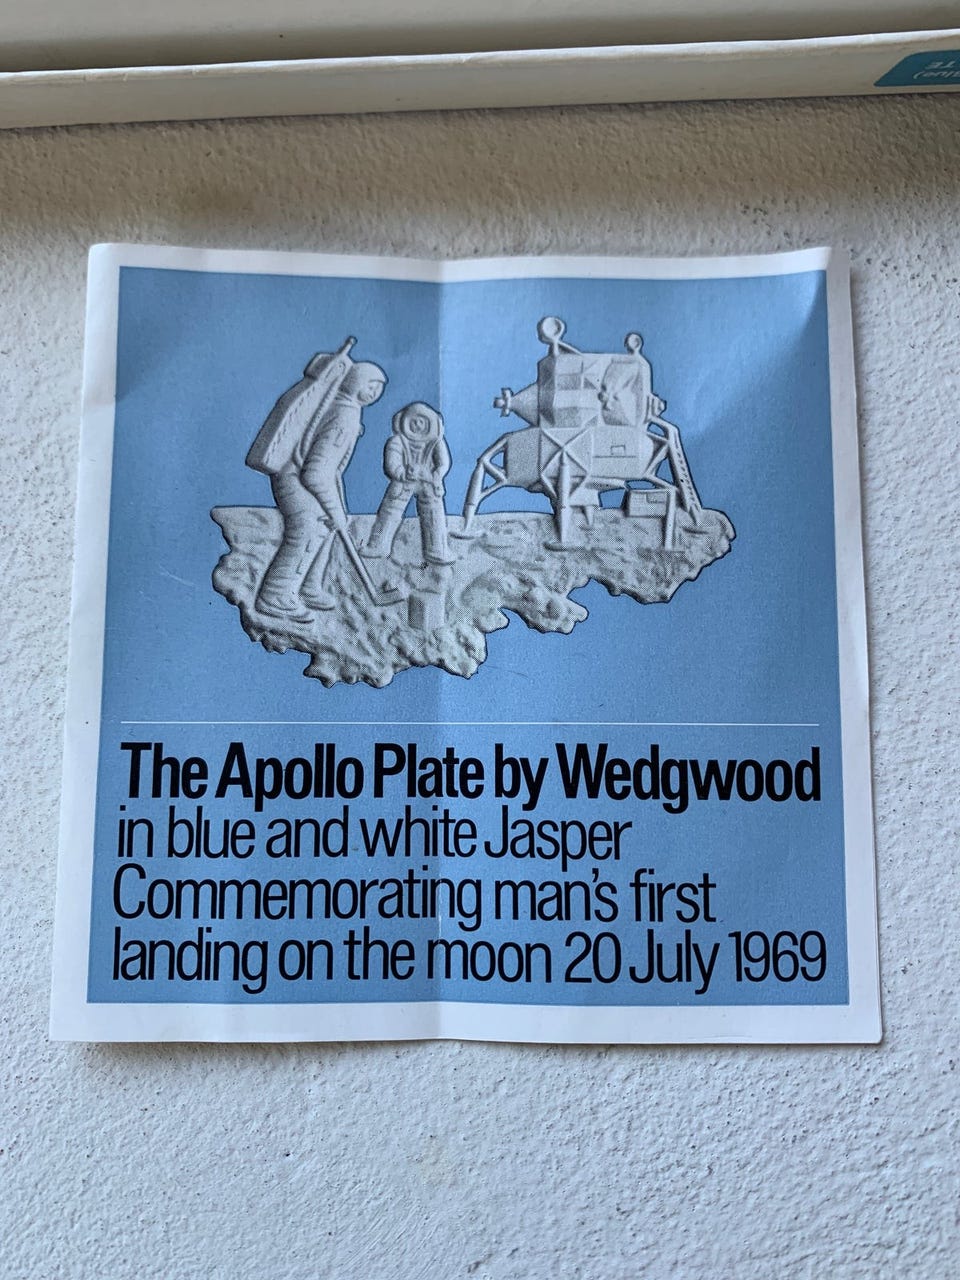 The Apollo Plate by Wedgwood
in blue and white Jasper
Commemorating man's first
landing on the moon 20 July 1969